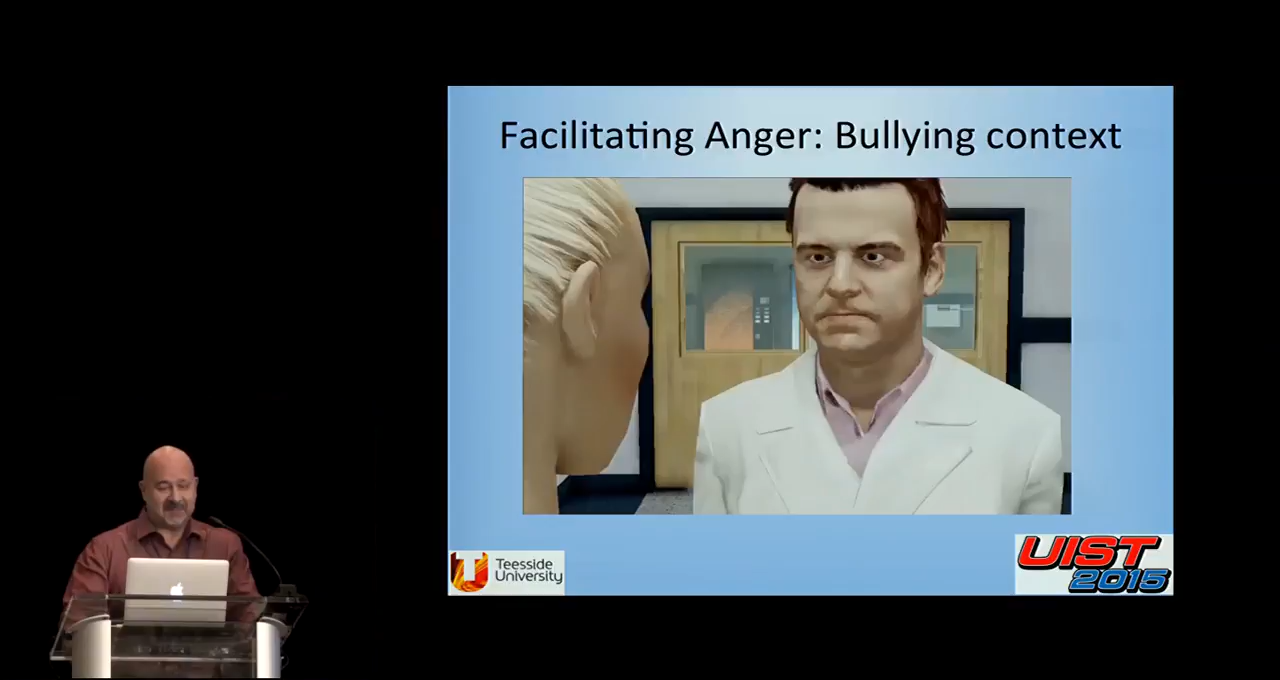 Facilitating Anger: Bullying context
Teesside
University
UIST
2015